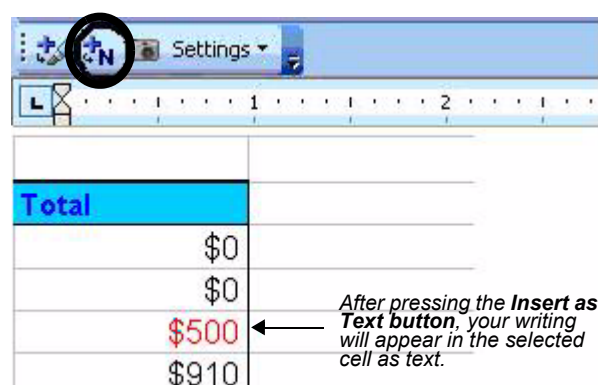 N Settings
L 1 2
Total
$0
$0
$500
$910
After pressing the Insert as
Text button, your writing
will appear in the selected
cell as text.